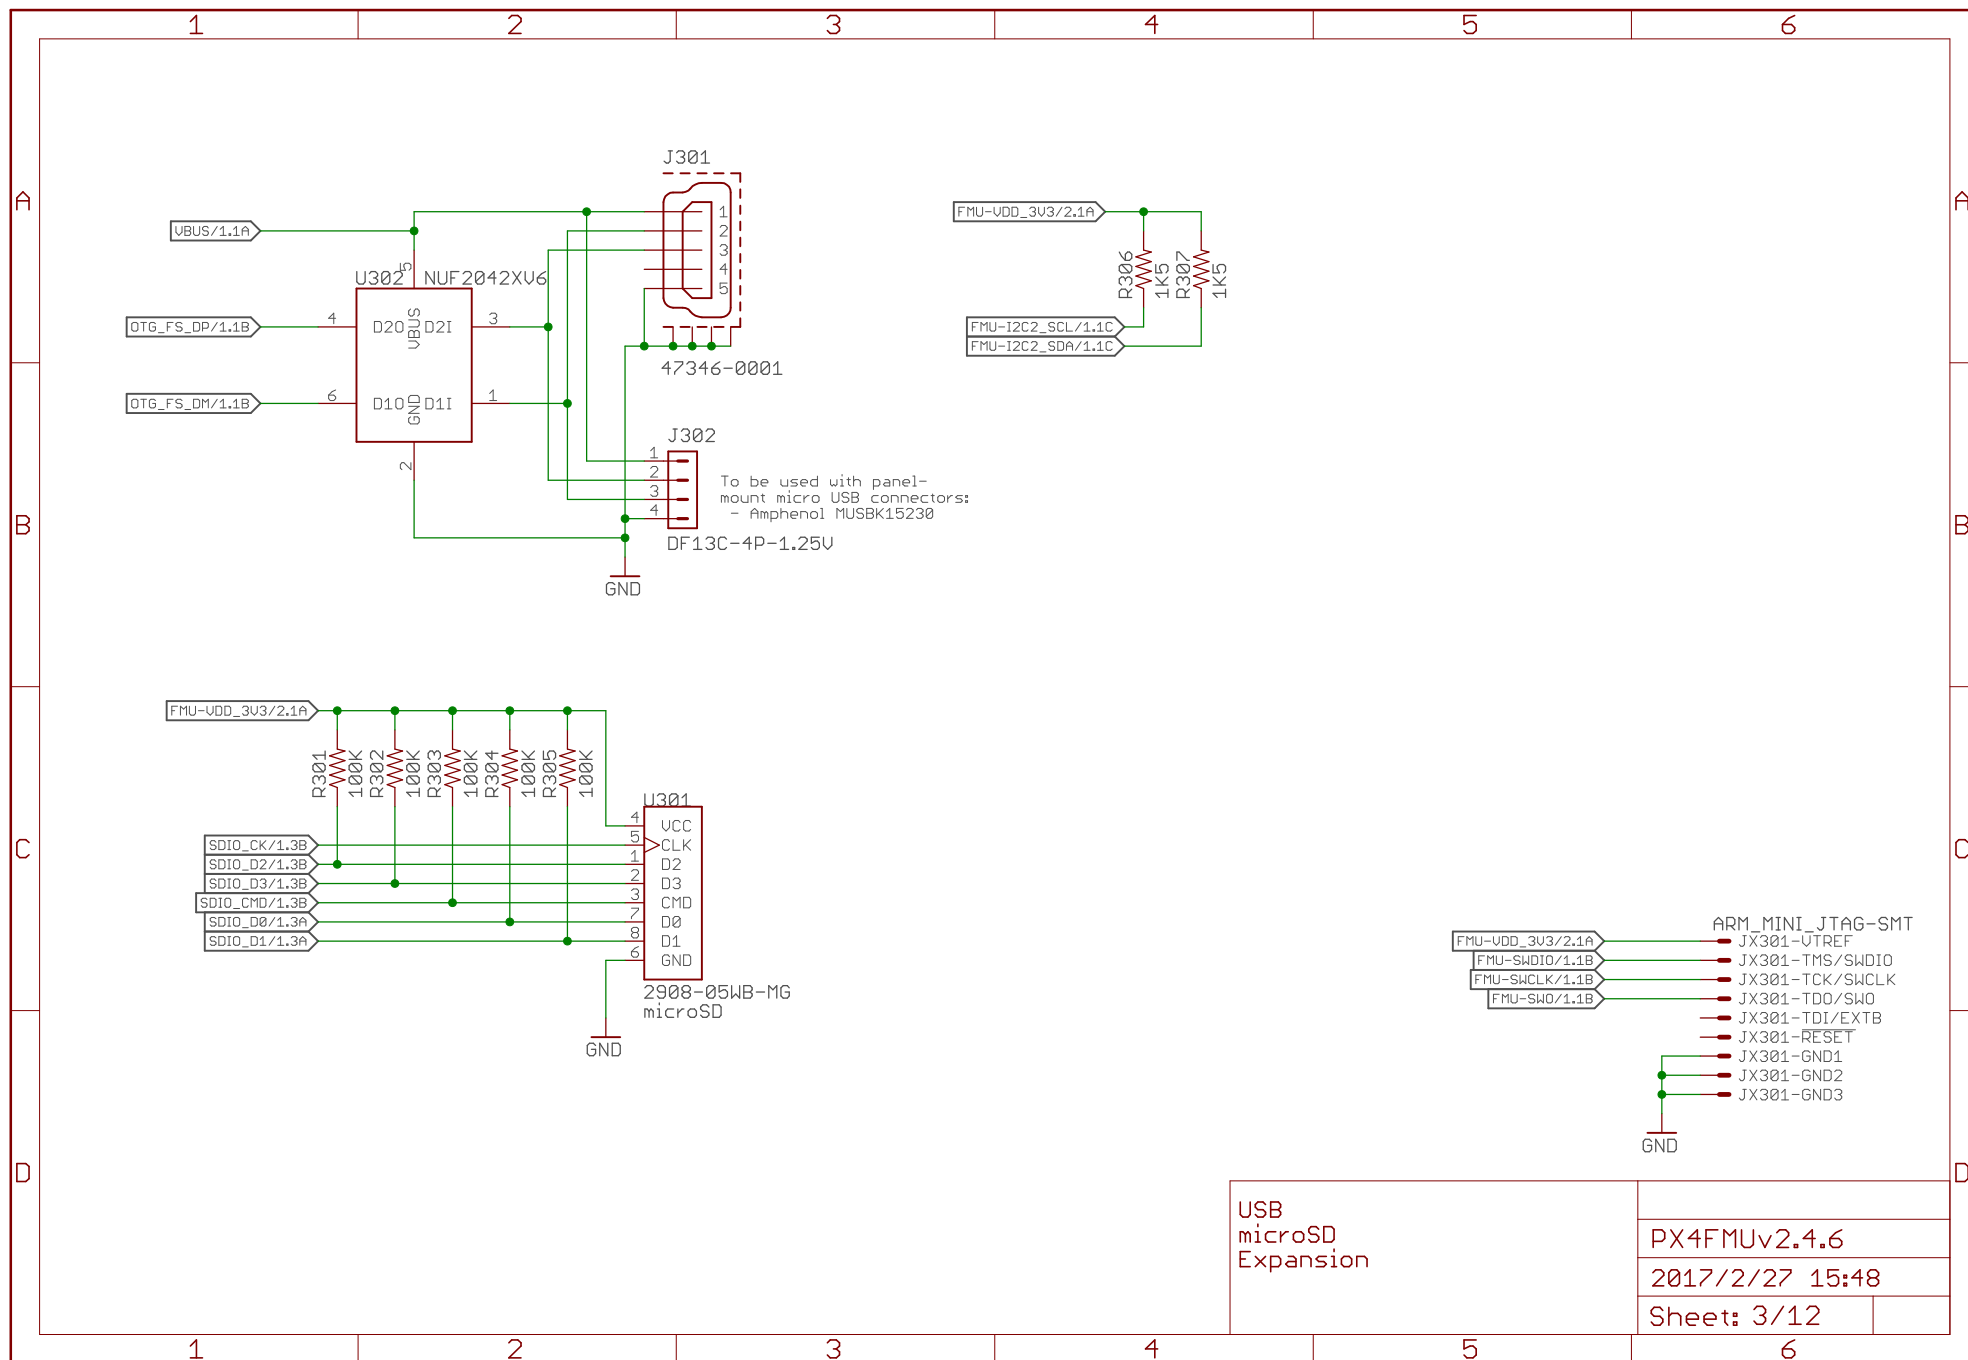 1 2 3 4 5 6
A A
B B
C C
D D
J301
1
2
3
4
5
47346-0001
VBUS/1.1A
U302 NUF2042XV6
5
4 D2O VBUS D2I 3
6 D1O GND D1I 1
2
OTG_FS_DP/1.1B
OTG_FS_DM/1.1B
J302
1
2
3
4
DF13C-4P-1.25V
To be used with panel-
mount micro USB connectors:
- Amphenol MUSBK15230
GND
FMU-VDD_3V3/2.1A
R306 1K5
R307 1K5
FMU-I2C2_SCL/1.1C
FMU-I2C2_SDA/1.1C
FMU-VDD_3V3/2.1A
R301 100K
R302 100K
R303 100K
R304 100K
R305 100K
U301
4 VCC
SDIO_CK/1.3B 5 CLK
SDIO_D2/1.3B 1 D2
SDIO_D3/1.3B 2 D3
SDIO_CMD/1.3B 3 CMD
SDIO_D0/1.3A 7 D0
SDIO_D1/1.3A 8 D1
6 GND
2908-05WB-MG
microSD
GND
ARM_MINI_JTAG-SMT
FMU-VDD_3V3/2.1A JX301-VTREF
FMU-SWDIO/1.1B JX301-TMS/SWDIO
FMU-SWCLK/1.1B JX301-TCK/SWCLK
FMU-SWO/1.1B JX301-TDO/SWO
JX301-TDI/EXTB
JX301-RESET
JX301-GND1
JX301-GND2
JX301-GND3
GND
USB
microSD
Expansion
PX4FMUv2.4.6
2017/2/27 15:48
Sheet: 3/12
1 2 3 4 5 6